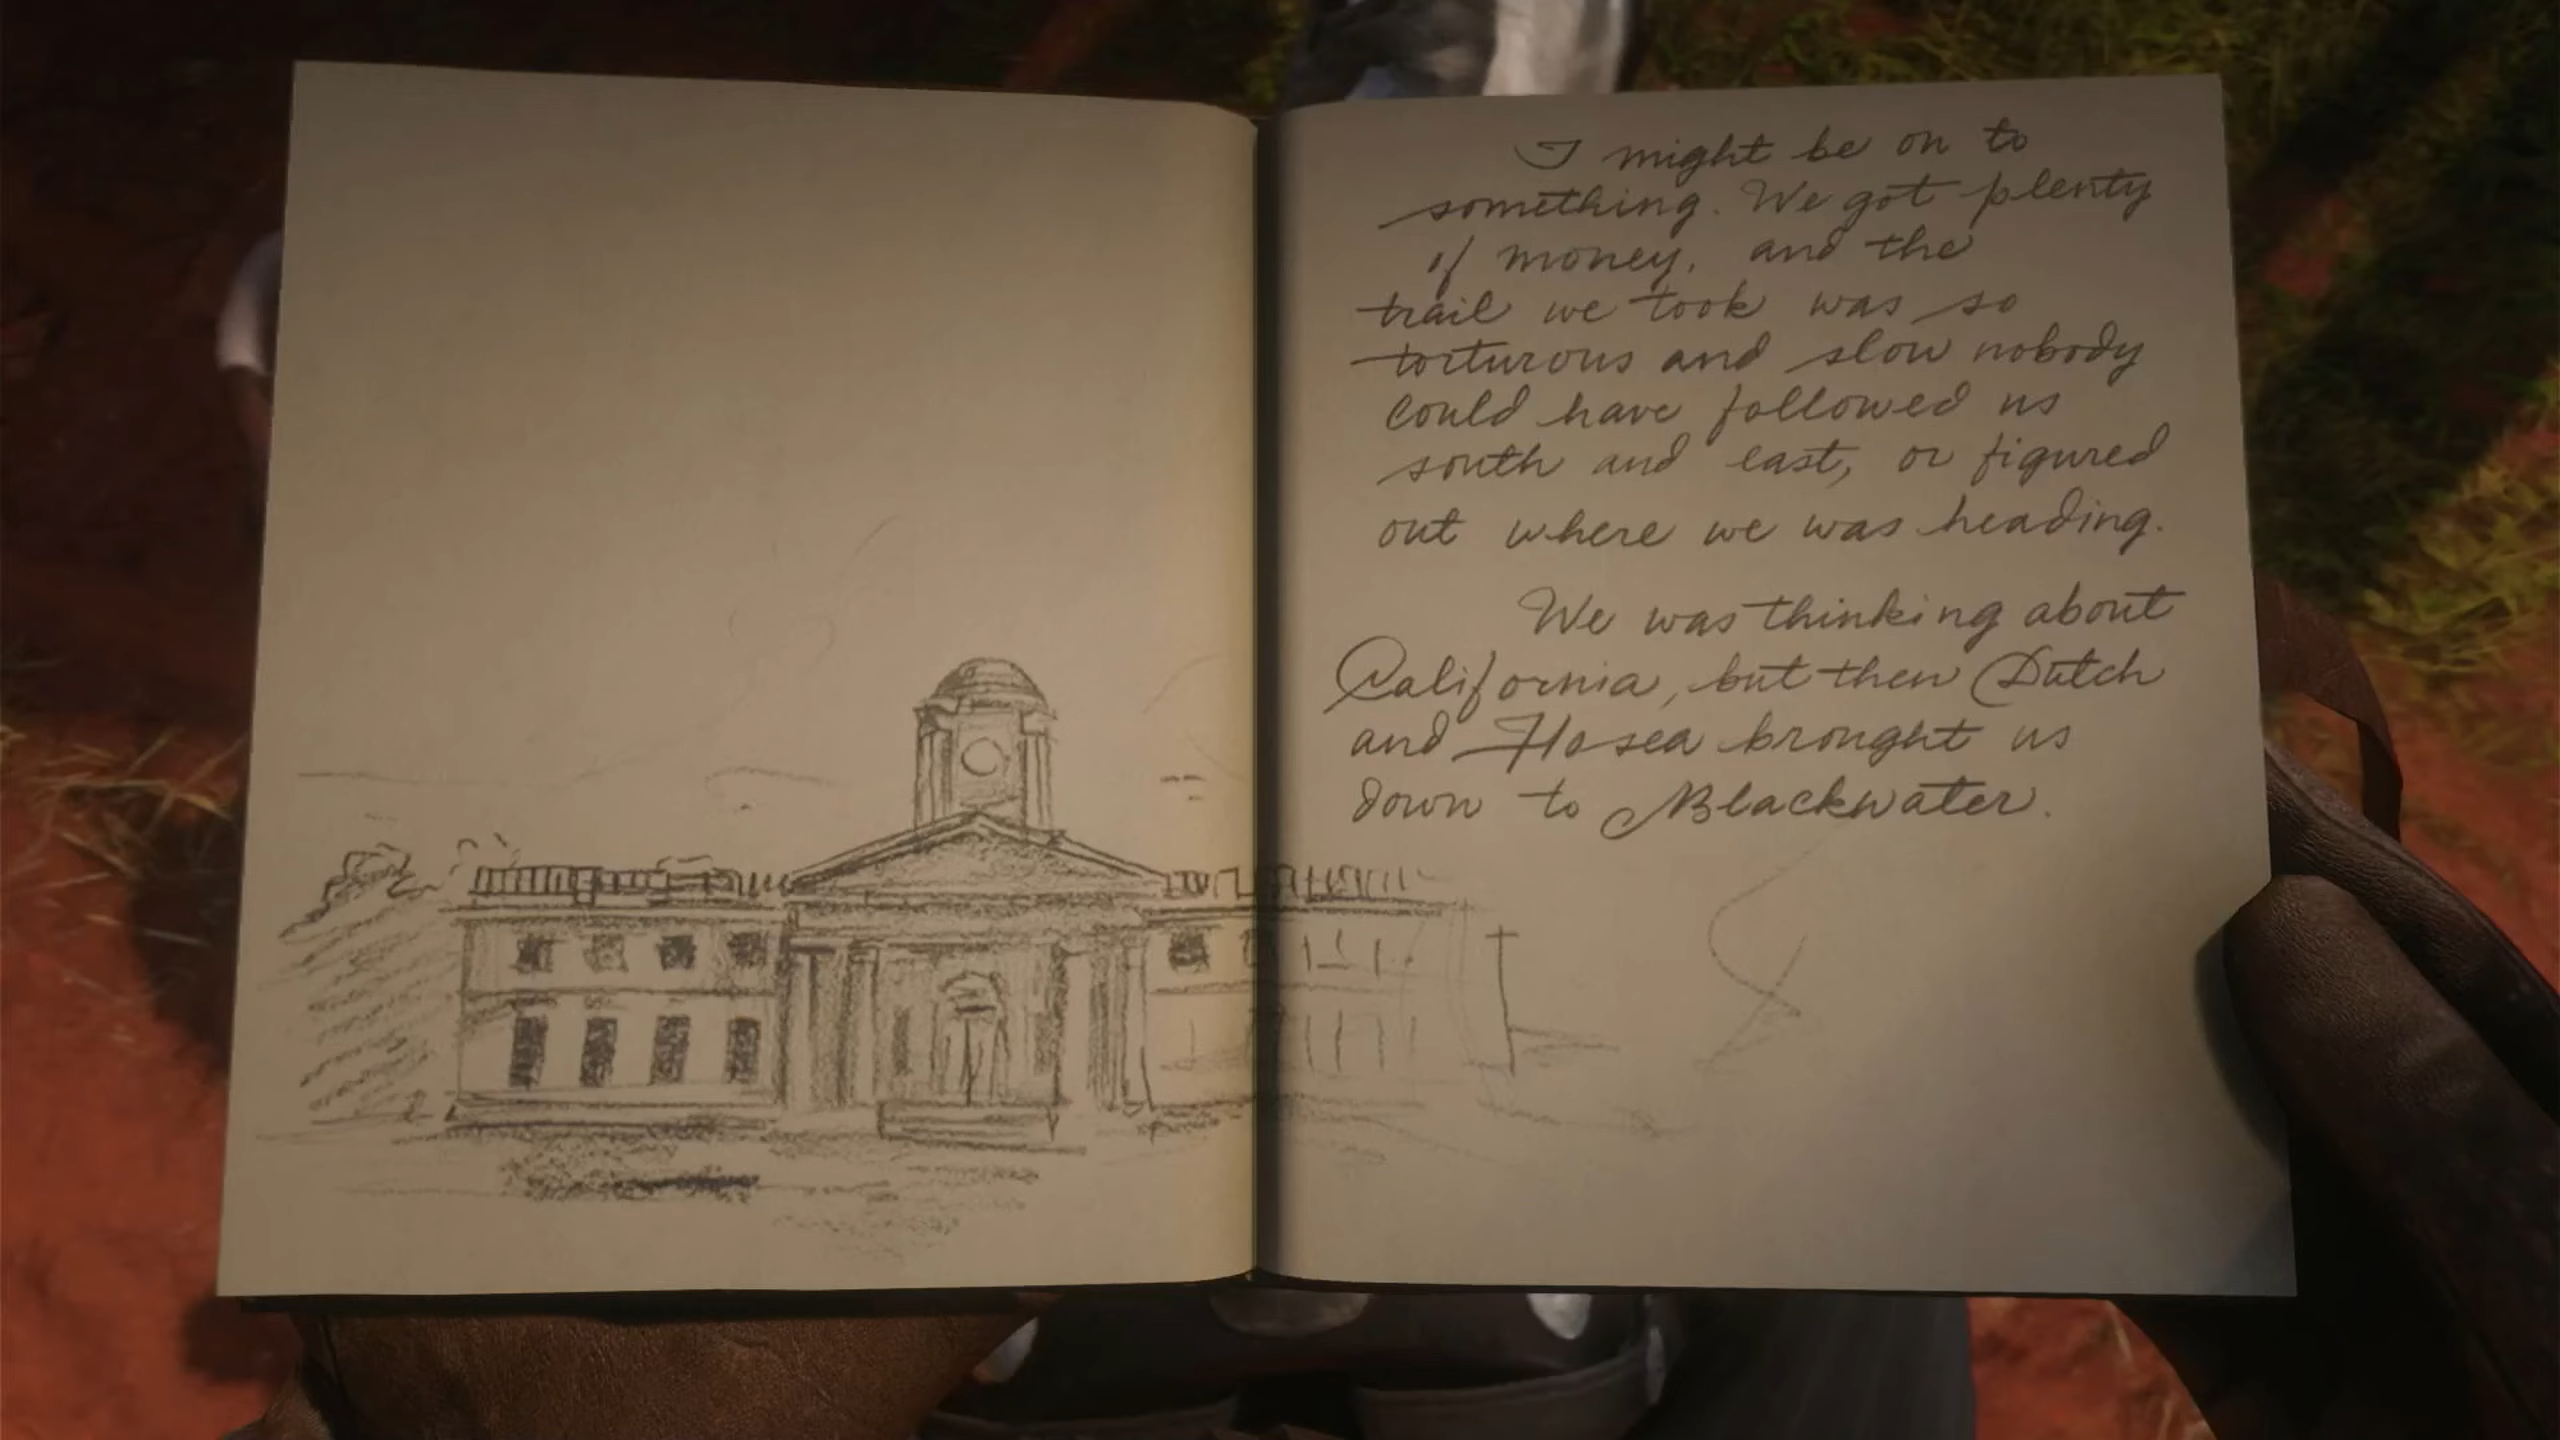 I might be on to
something. We got plenty
of money, and the
trail we took was so
torturous and slow nobody
could have followed us
south and east, or figured
out where we was heading.
We was thinking about
California, but then Dutch
and Hosea brought us
down to Blackwater.